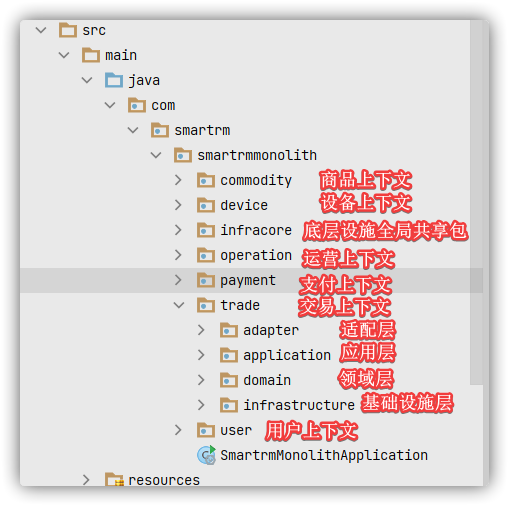 src
main
java
com
smartrm
smartrmmonolith
commodity 商品上下文
device 设备上下文
infracore 底层设施全局共享包
operation 运营上下文
payment 支付上下文
trade 交易上下文
adapter 适配层
application 应用层
domain 领域层
infrastructure 基础设施层
user 用户上下文
SmartrmMonolithApplication
resources